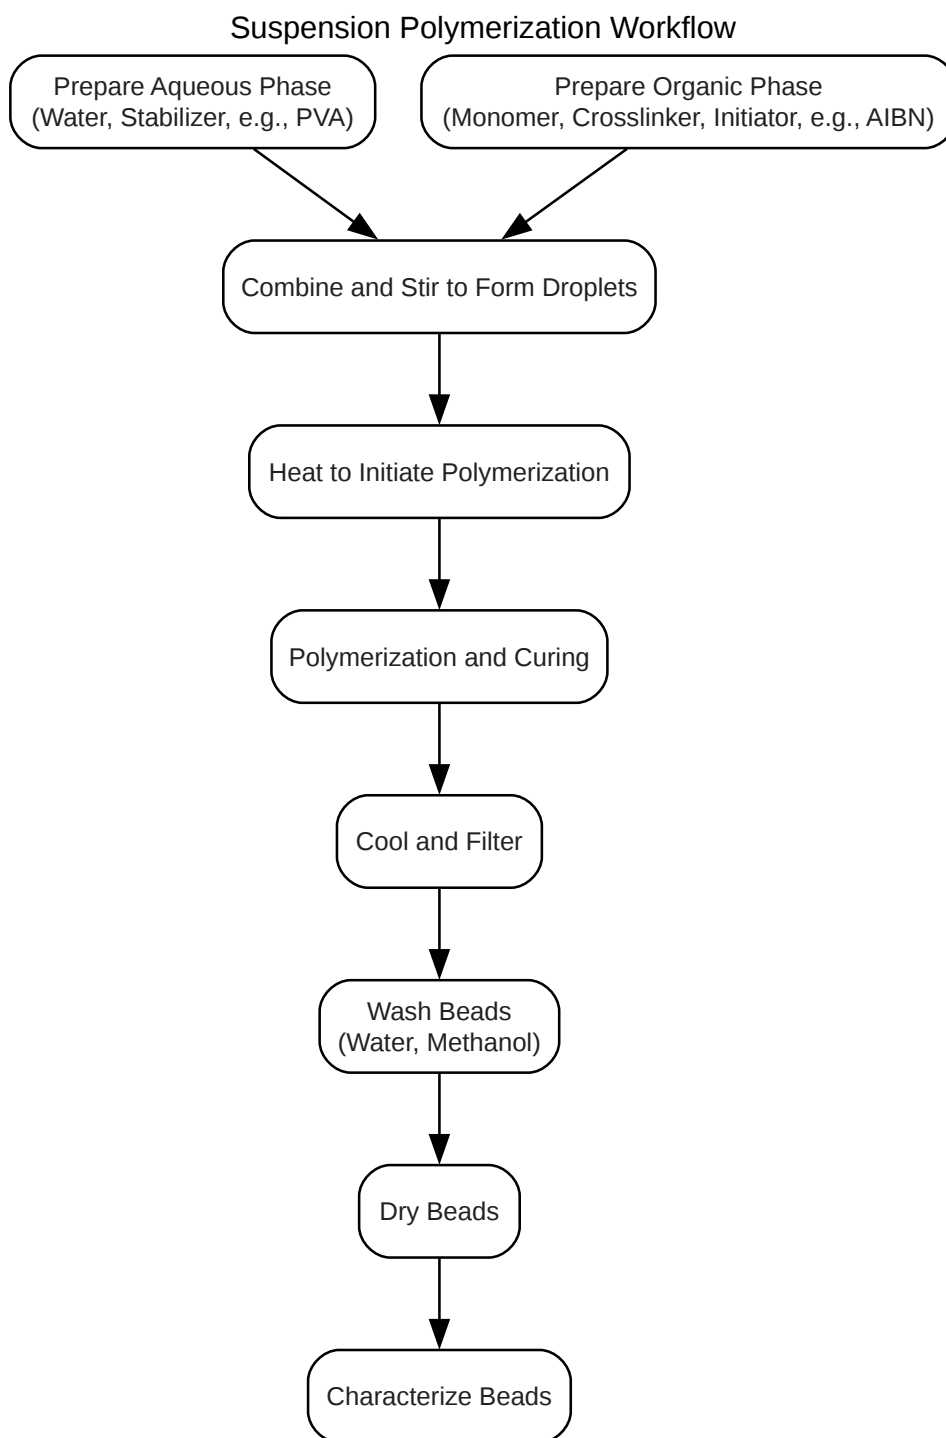 Suspension Polymerization Workflow
Prepare Aqueous Phase
(Water, Stabilizer, e.g., PVA)
Prepare Organic Phase
(Monomer, Crosslinker, Initiator, e.g., AIBN)
Combine and Stir to Form Droplets
Heat to Initiate Polymerization
Polymerization and Curing
Cool and Filter
Wash Beads
(Water, Methanol)
Dry Beads
Characterize Beads